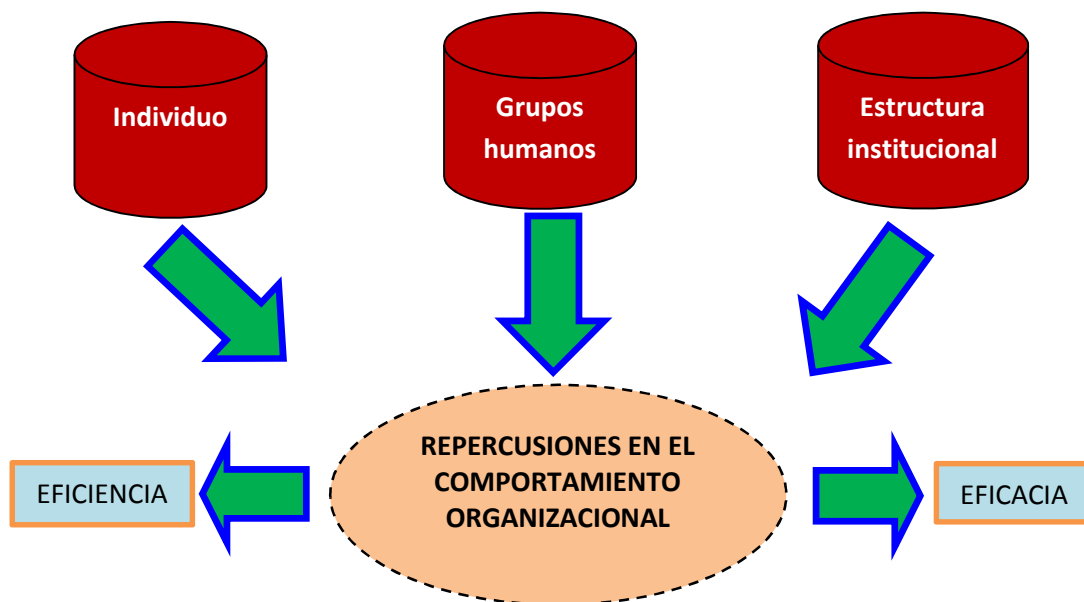 Individuo
Grupos
humanos
Estructura
institucional
REPERCUSIONES EN EL
COMPORTAMIENTO
ORGANIZACIONAL
EFICIENCIA
EFICACIA